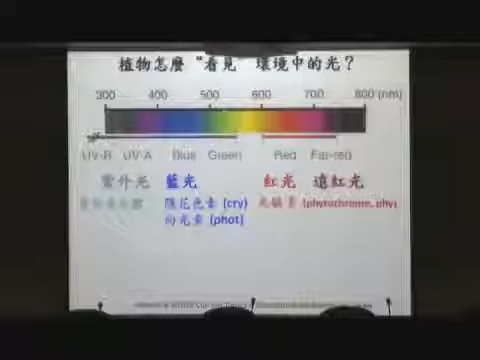 植物怎麼“看見”環境中的光？
300 400 500 600 700 800 (nm)
UV-B UV-A Blue Green Red Far-red
紫外光 藍光 紅光 遠紅光
隱花色素 (cry) 光敏素 (phytochrome, phy)
向光素 (phot)